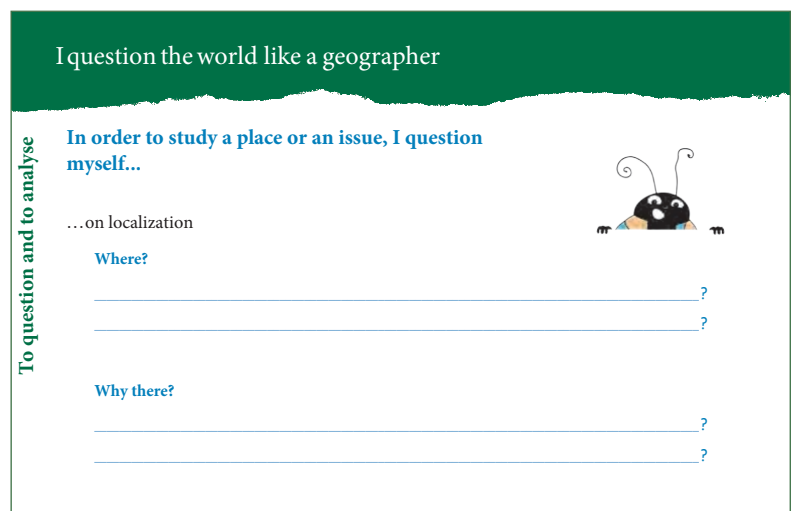 I question the world like a geographer
To question and to analyse
In order to study a place or an issue, I question
myself...
…on localization
Where?
?
?
Why there?
?
?